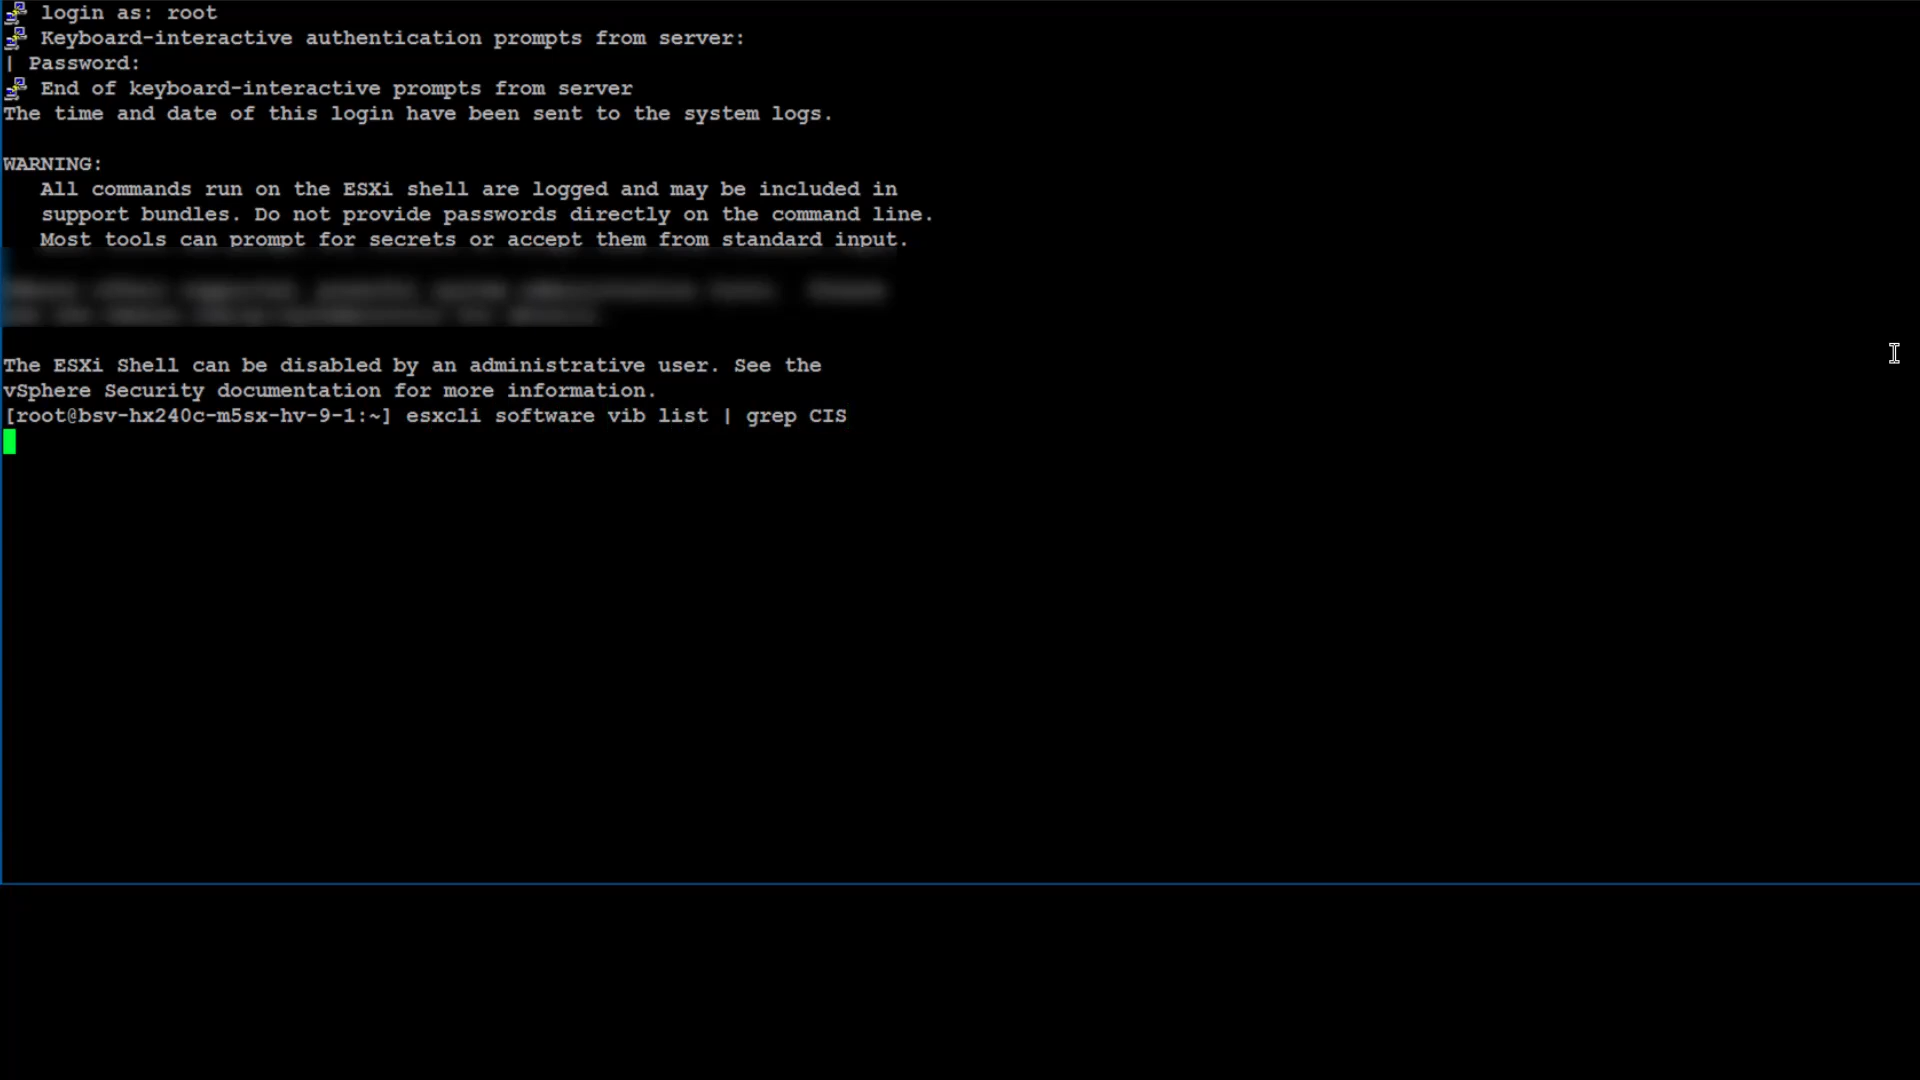 login as: root
Keyboard-interactive authentication prompts from server:
| Password:
End of keyboard-interactive prompts from server
The time and date of this login have been sent to the system logs.
WARNING:
All commands run on the ESXi shell are logged and may be included in
support bundles. Do not provide passwords directly on the command line.
Most tools can prompt for secrets or accept them from standard input.
The ESXi Shell can be disabled by an administrative user. See the
vSphere Security documentation for more information.
[root@bsv-hx240c-m5sx-hv-9-1:~] esxcli software vib list | grep CIS